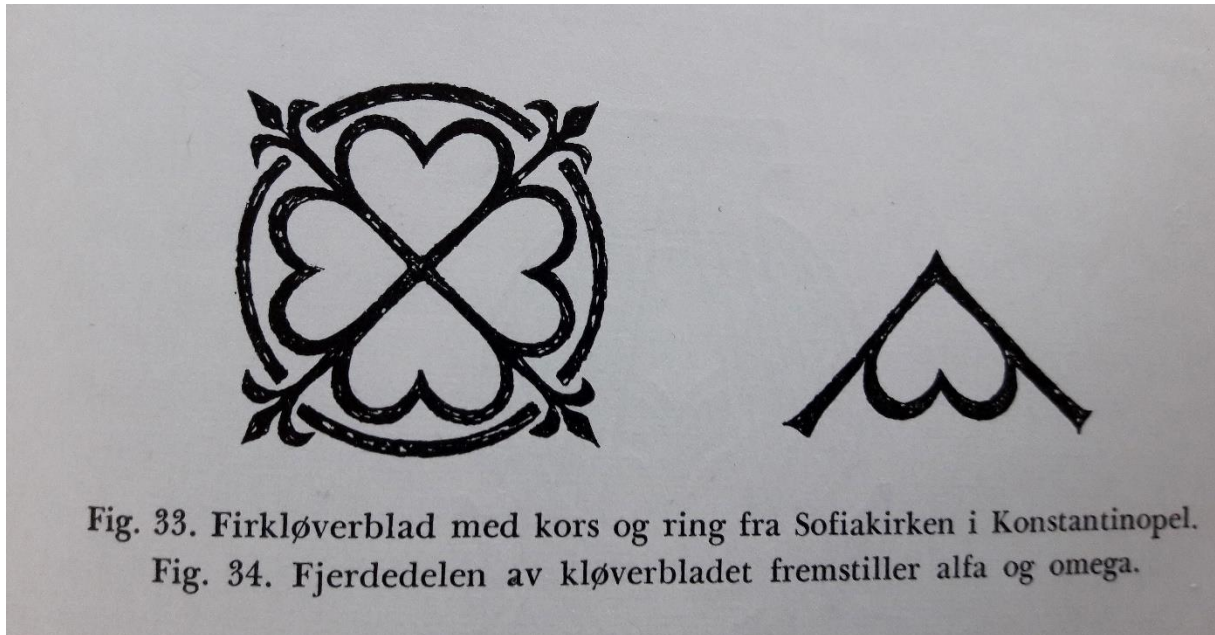 Fig. 33. Firkløverblad med kors og ring fra Sofiakirken i Konstantinopel.
Fig. 34. Fjerdedelen av kløverbladet fremstiller alfa og omega.